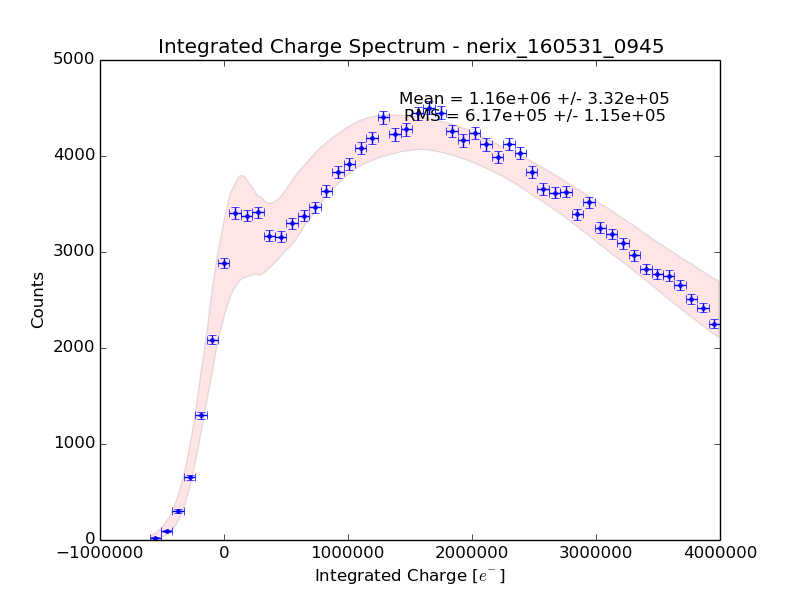 Integrated Charge Spectrum - nerix_160531_0945
Mean = 1.16e+06 +/- 3.32e+05
RMS = 6.17e+05 +/- 1.15e+05
5000
4000
3000
2000
1000
0
Counts
−1000000 0 1000000 2000000 3000000 4000000
Integrated Charge [e⁻]